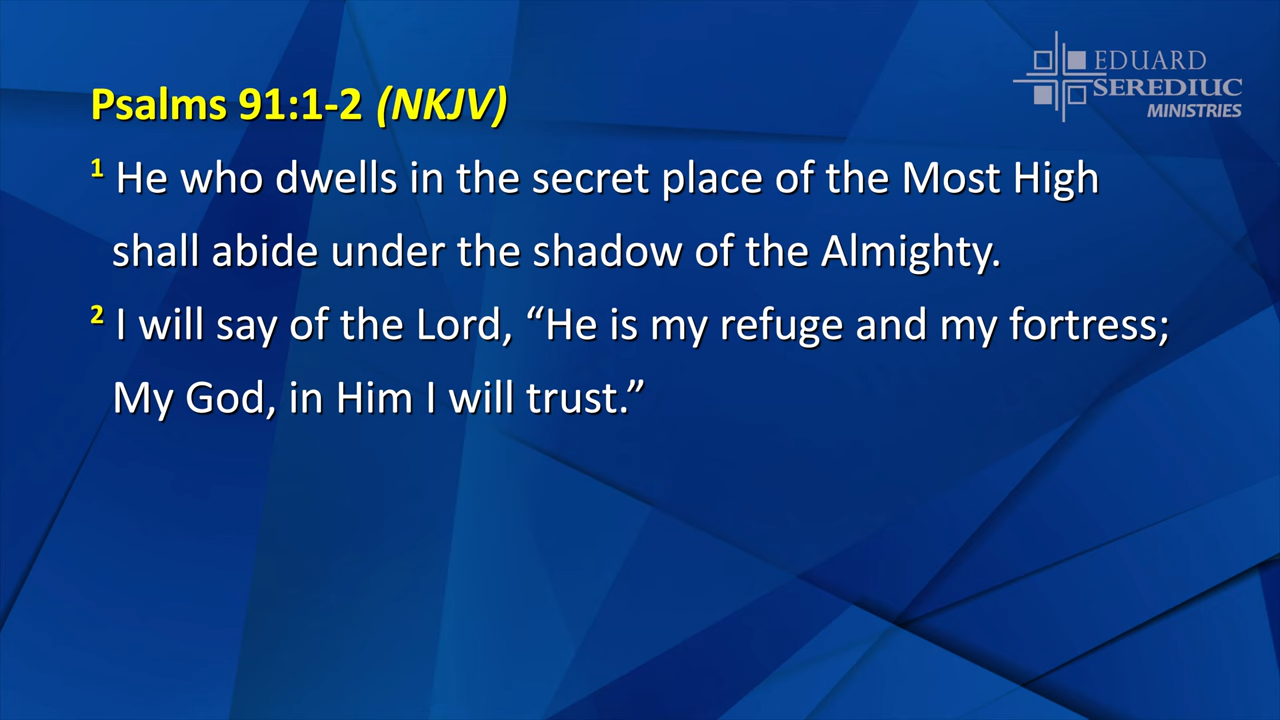 EDUARD
SEREDIUC
MINISTRIES
Psalms 91:1-2 (NKJV)
1 He who dwells in the secret place of the Most High
shall abide under the shadow of the Almighty.
2 I will say of the Lord, “He is my refuge and my fortress;
My God, in Him I will trust.”